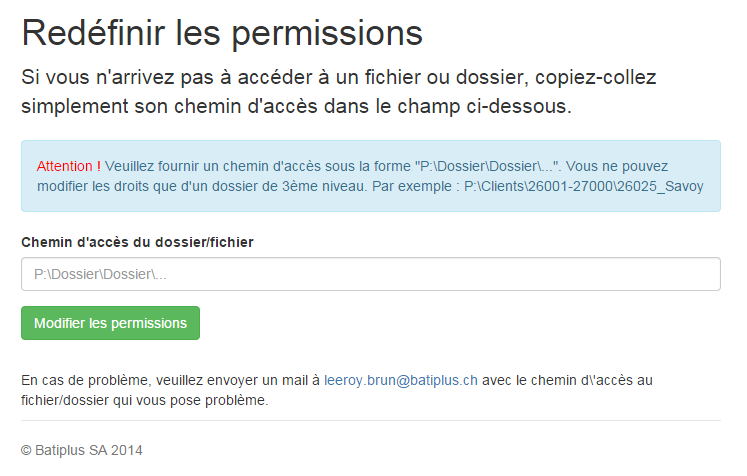 Redéfinir les permissions
Si vous n'arrivez pas à accéder à un fichier ou dossier, copiez-collez
simplement son chemin d'accès dans le champ ci-dessous.
Attention ! Veuillez fournir un chemin d'accès sous la forme "P:\Dossier\Dossier\...". Vous ne pouvez
modifier les droits que d'un dossier de 3ème niveau. Par exemple : P:\Clients\26001-27000\26025_Savoy
Chemin d'accès du dossier/fichier
P:\Dossier\Dossier\...
Modifier les permissions
En cas de problème, veuillez envoyer un mail à leeroy.brun@batiplus.ch avec le chemin d\'accès au
fichier/dossier qui vous pose problème.
© Batiplus SA 2014